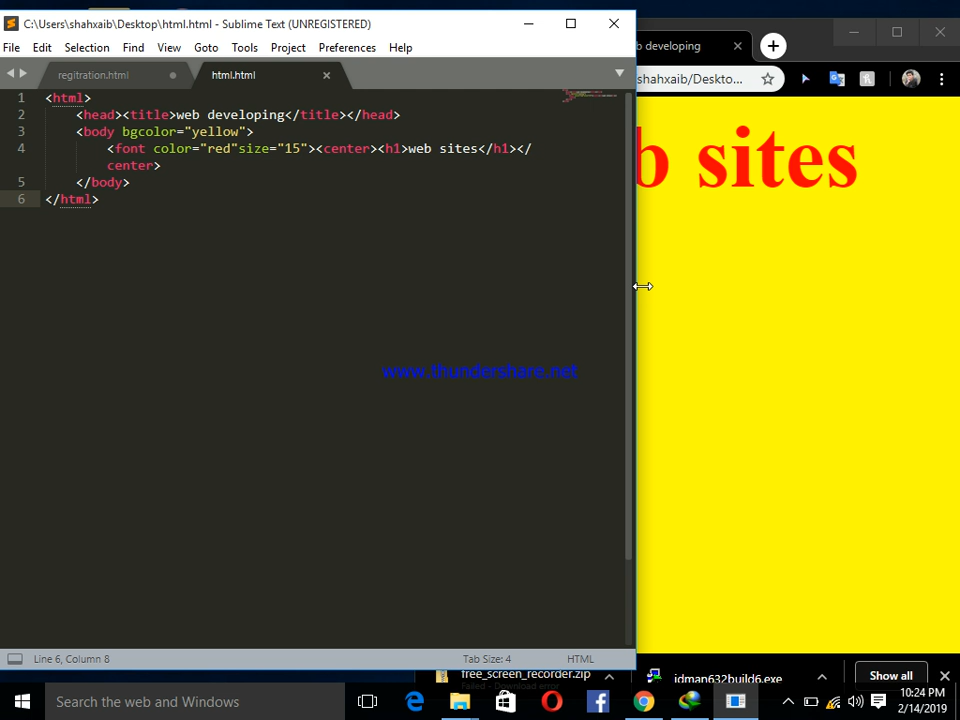 C:\Users\shahxaib\Desktop\html.html - Sublime Text (UNREGISTERED)
File Edit Selection Find View Goto Tools Project Preferences Help
regitration.html
html.html
1 <html>
2 <head><title>web developing</title></head>
3 <body bgcolor="yellow">
4 <font color="red"size="15"><center><h1>web sites</h1></
center>
5 </body>
6 </html>
www.thundershare.net
Line 6, Column 8
Tab Size: 4
HTML
developing
shahxaib/Deskto...
sites
free_screen_recorder.zip
Failed - Download error
idman632build6.exe
Show all
Search the web and Windows
10:24 PM
2/14/2019